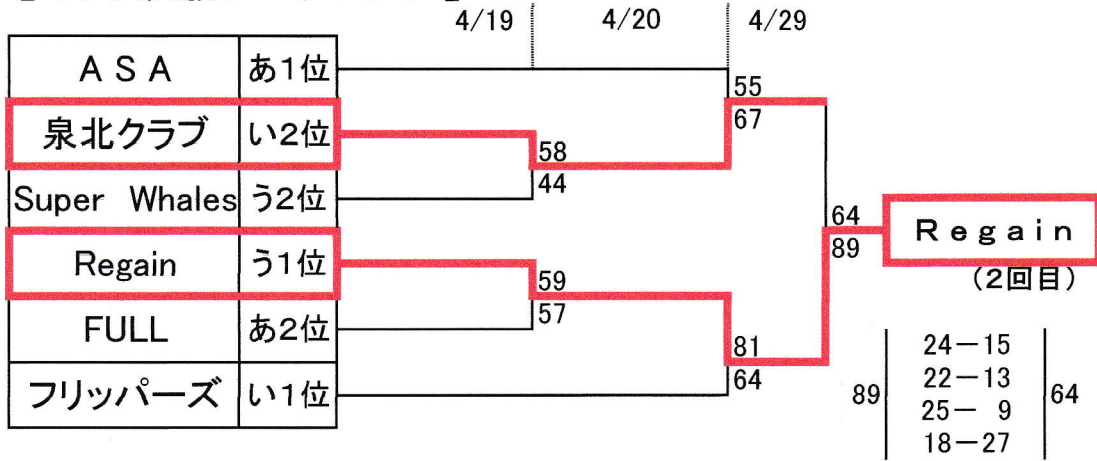 4/19 4/20 4/29
ＡＳＡ あ1位
泉北クラブ い2位
Super Whales う2位
Regain う1位
FULL あ2位
フリッパーズ い1位
58
44
59
57
55
67
81
64
64
89
Ｒｅｇａｉｎ
（2回目）
89 64
24－15
22－13
25－ 9
18－27